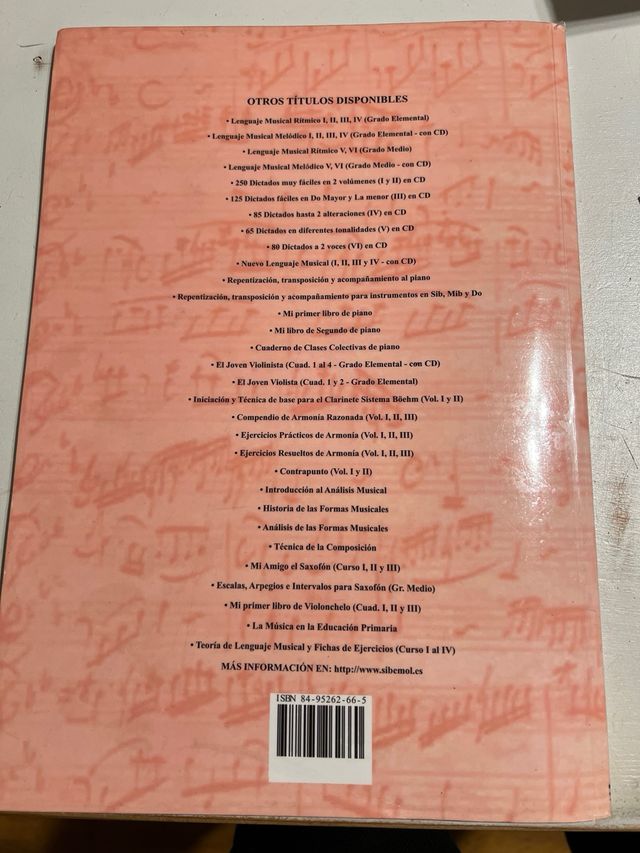 OTROS TÍTULOS DISPONIBLES
• Lenguaje Musical Rítmico I, II, III, IV (Grado Elemental)
• Lenguaje Musical Melódico I, II, III, IV (Grado Elemental - con CD)
• Lenguaje Musical Rítmico V, VI (Grado Medio)
• Lenguaje Musical Melódico V, VI (Grado Medio - con CD)
• 250 Dictados muy fáciles en 2 volúmenes (I y II) en CD
• 125 Dictados fáciles en Do Mayor y La menor (III) en CD
• 85 Dictados hasta 2 alteraciones (IV) en CD
• 65 Dictados en diferentes tonalidades (V) en CD
• 80 Dictados a 2 voces (VI) en CD
• Nuevo Lenguaje Musical (I, II, III y IV - con CD)
• Repentización, transposición y acompañamiento al piano
• Repentización, transposición y acompañamiento para instrumentos en Sib, Mib y Do
• Mi primer libro de piano
• Mi libro de Segundo de piano
• Cuaderno de Clases Colectivas de piano
• El Joven Violinista (Cuad. 1 al 4 - Grado Elemental - con CD)
• El Joven Violista (Cuad. 1 y 2 - Grado Elemental)
• Iniciación y Técnica de base para el Clarinete Sistema Böehm (Vol. I y II)
• Compendio de Armonía Razonada (Vol. I, II, III)
• Ejercicios Prácticos de Armonía (Vol. I, II, III)
• Ejercicios Resueltos de Armonía (Vol. I, II, III)
• Contrapunto (Vol. I y II)
• Introducción al Análisis Musical
• Historia de las Formas Musicales
• Análisis de las Formas Musicales
• Técnica de la Composición
• Mi Amigo el Saxofón (Curso I, II y III)
• Escalas, Arpegios e Intervalos para Saxofón (Gr. Medio)
• Mi primer libro de Violonchelo (Cuad. I, II y III)
• La Música en la Educación Primaria
• Teoría de Lenguaje Musical y Fichas de Ejercicios (Curso I al IV)
MÁS INFORMACIÓN EN: http://www.sibemol.es
ISBN 84-95262-66-5